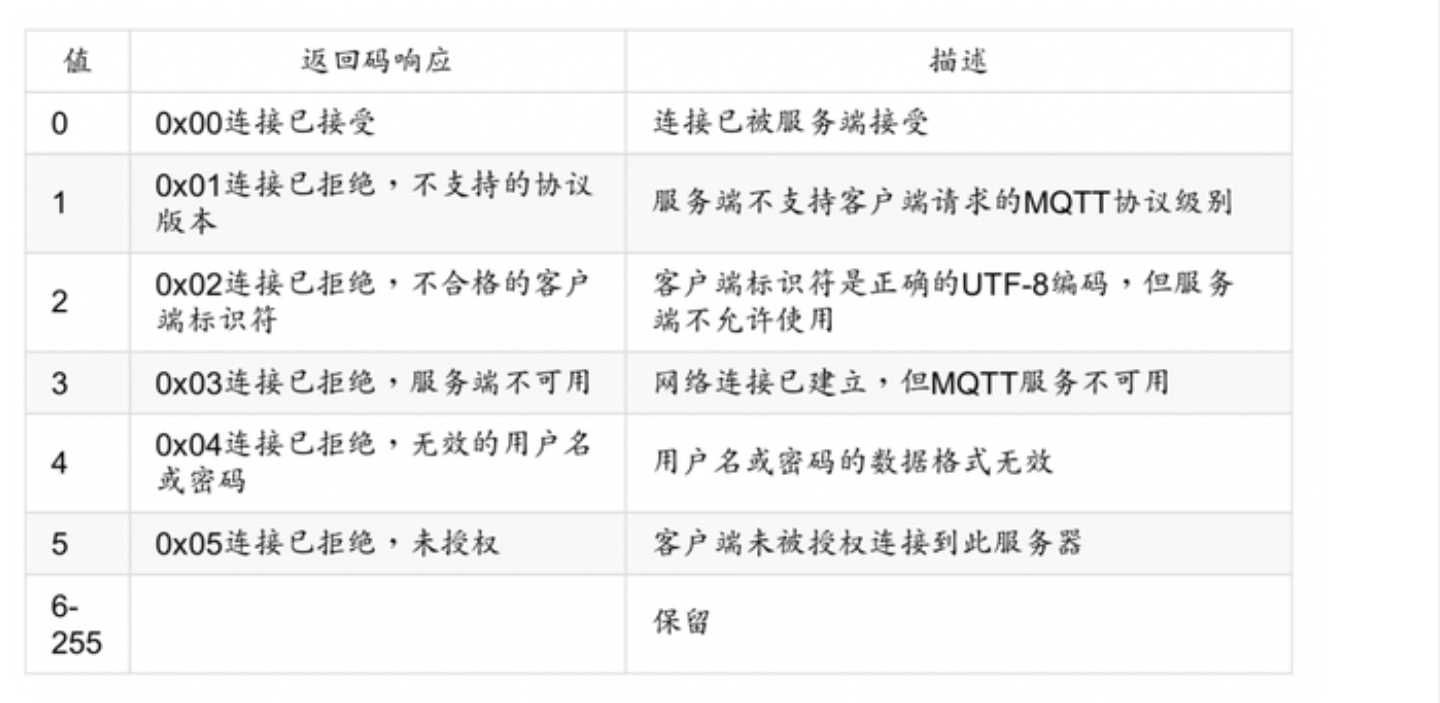 值 返回码响应 描述
0 0x00连接已接受 连接已被服务端接受
1 0x01连接已拒绝，不支持的协议
版本 服务端不支持客户端请求的MQTT协议级别
2 0x02连接已拒绝，不合格的客户
端标识符 客户端标识符是正确的UTF-8编码，但服务
端不允许使用
3 0x03连接已拒绝，服务端不可用 网络连接已建立，但MQTT服务不可用
4 0x04连接已拒绝，无效的用户名
或密码 用户名或密码的数据格式无效
5 0x05连接已拒绝，未授权 客户端未被授权连接到此服务器
6-
255 保留